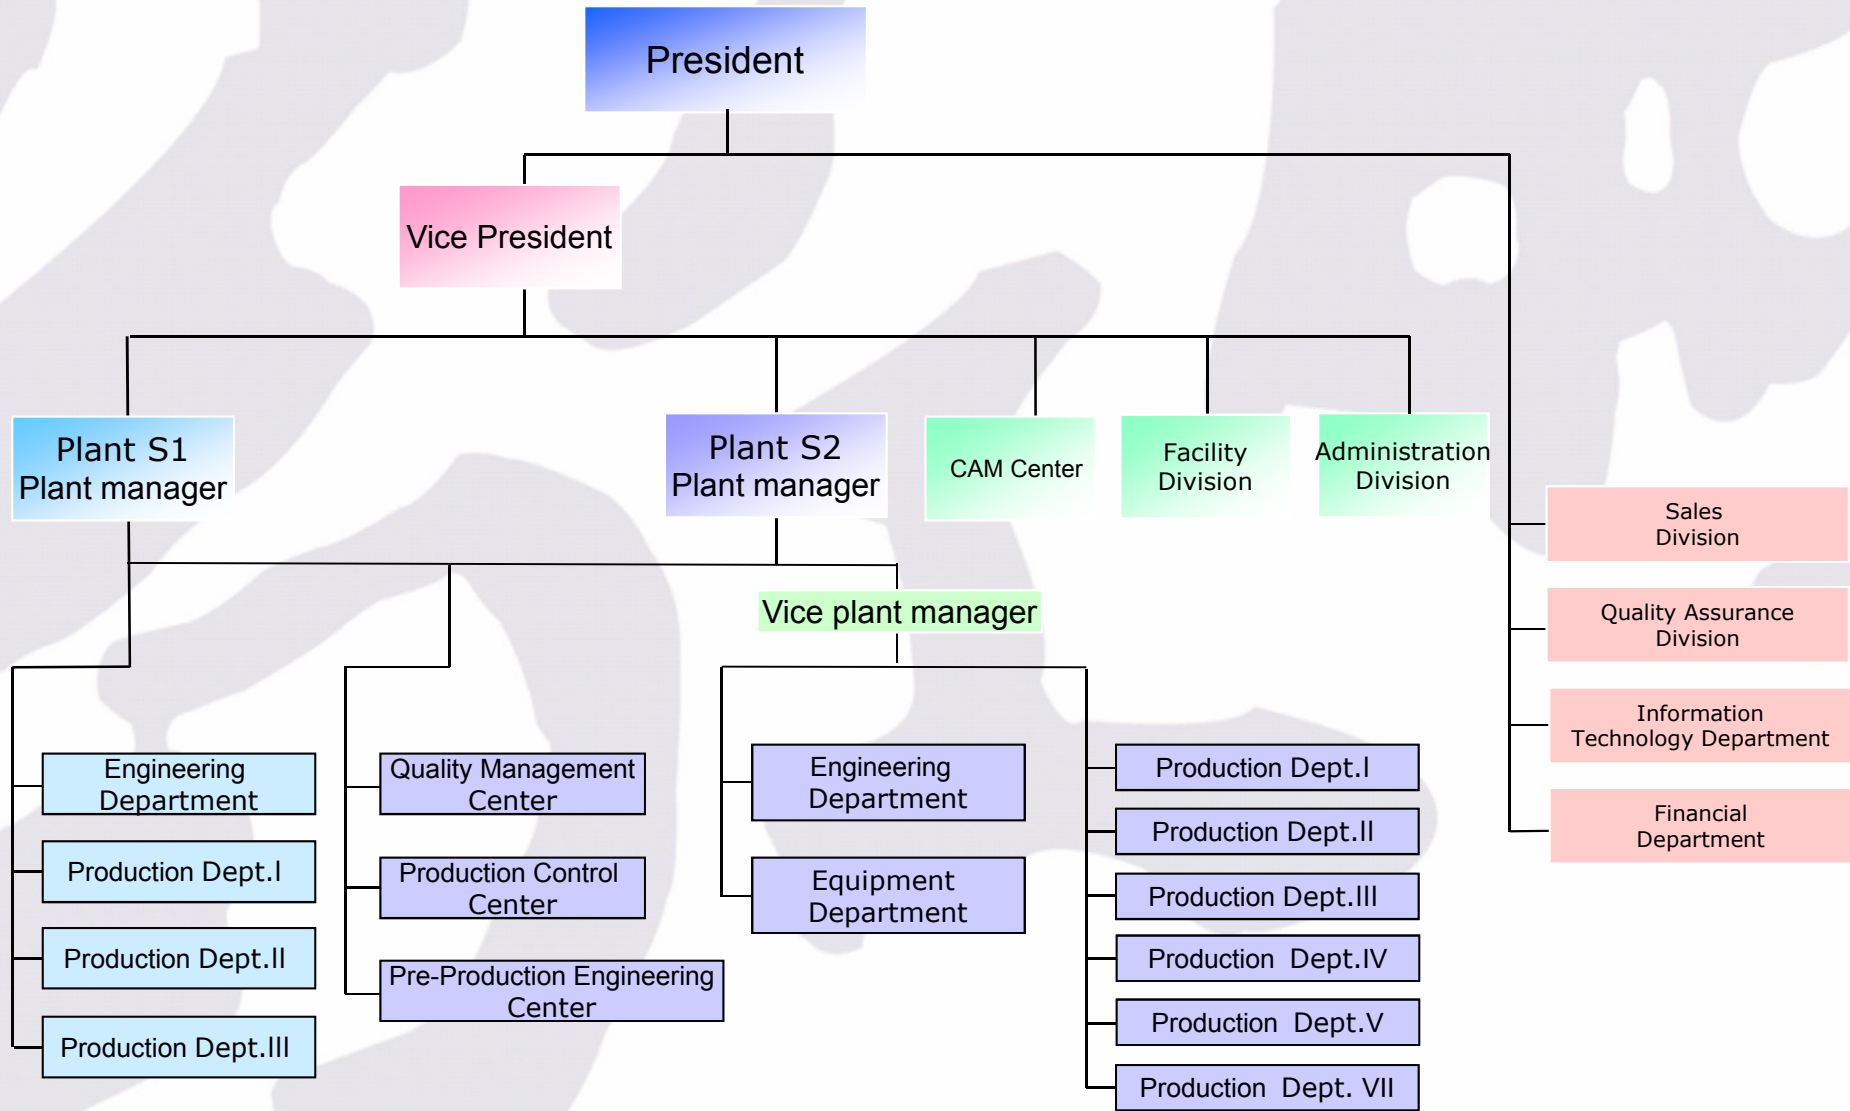 President
Vice President
Plant S1
Plant manager
Plant S2
Plant manager
CAM Center
Facility
Division
Administration
Division
Sales
Division
Quality Assurance
Division
Information
Technology Department
Financial
Department
Vice plant manager
Engineering
Department
Production Dept.I
Production Dept.II
Production Dept.III
Quality Management
Center
Production Control
Center
Pre-Production Engineering
Center
Engineering
Department
Equipment
Department
Production Dept.I
Production Dept.II
Production Dept.III
Production Dept.IV
Production Dept.V
Production Dept. VII